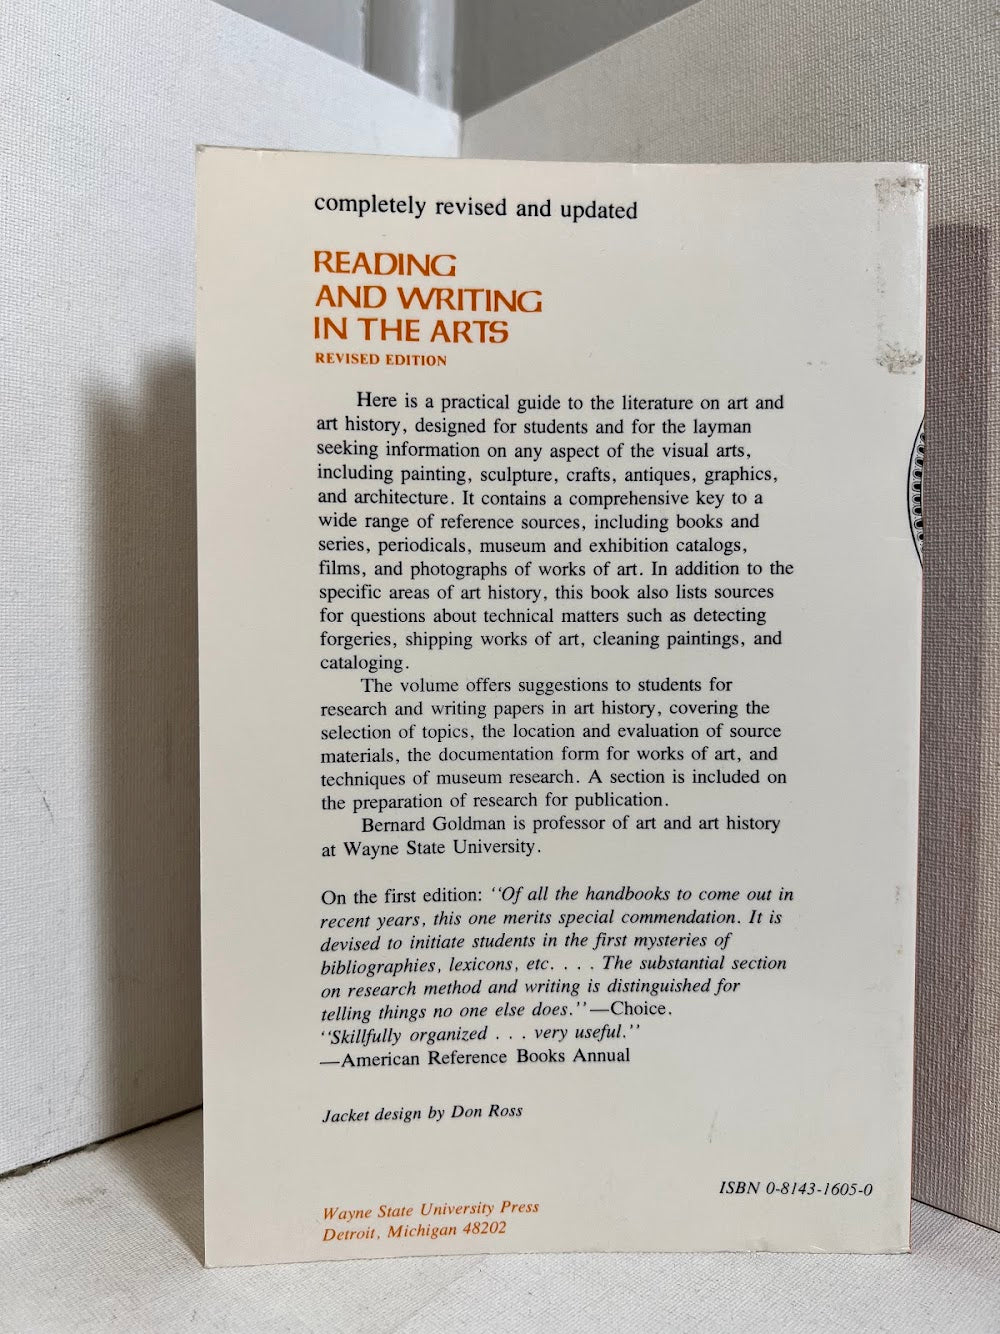 completely revised and updated
READING
AND WRITING
IN THE ARTS
REVISED EDITION
Here is a practical guide to the literature on art and
art history, designed for students and for the layman
seeking information on any aspect of the visual arts,
including painting, sculpture, crafts, antiques, graphics,
and architecture. It contains a comprehensive key to a
wide range of reference sources, including books and
series, periodicals, museum and exhibition catalogs,
films, and photographs of works of art. In addition to the
specific areas of art history, this book also lists sources
for questions about technical matters such as detecting
forgeries, shipping works of art, cleaning paintings, and
cataloging.
The volume offers suggestions to students for
research and writing papers in art history, covering the
selection of topics, the location and evaluation of source
materials, the documentation form for works of art, and
techniques of museum research. A section is included on
the preparation of research for publication.
Bernard Goldman is professor of art and art history
at Wayne State University.
On the first edition: ''Of all the handbooks to come out in
recent years, this one merits special commendation. It is
devised to initiate students in the first mysteries of
bibliographies, lexicons, etc. . . . The substantial section
on research method and writing is distinguished for
telling things no one else does.''—Choice.
''Skillfully organized . . . very useful.''
—American Reference Books Annual
Jacket design by Don Ross
ISBN 0-8143-1605-0
Wayne State University Press
Detroit, Michigan 48202